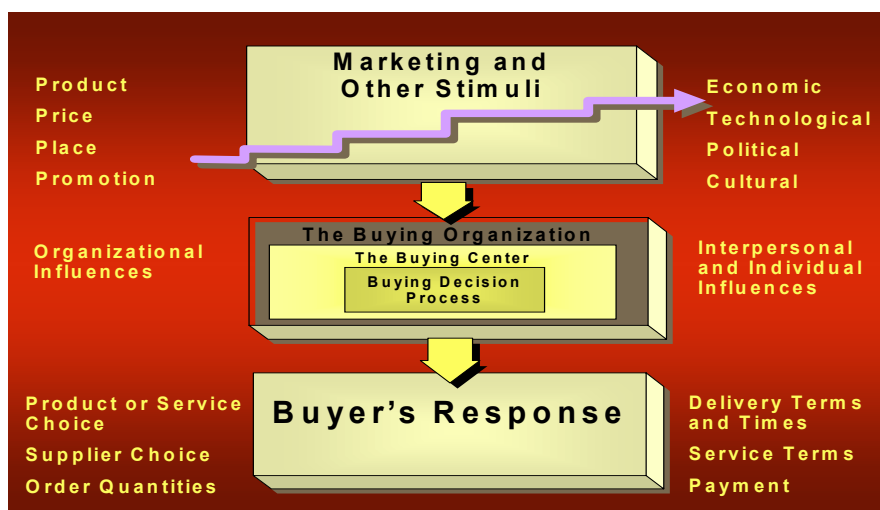 Marketing and
Other Stimuli
Product
Price
Place
Promotion
Economic
Technological
Political
Cultural
The Buying Organization
The Buying Center
Buying Decision
Process
Organizational
Influences
Interpersonal
and Individual
Influences
Buyer’s Response
Product or Service
Choice
Supplier Choice
Order Quantities
Delivery Terms
and Times
Service Terms
Payment